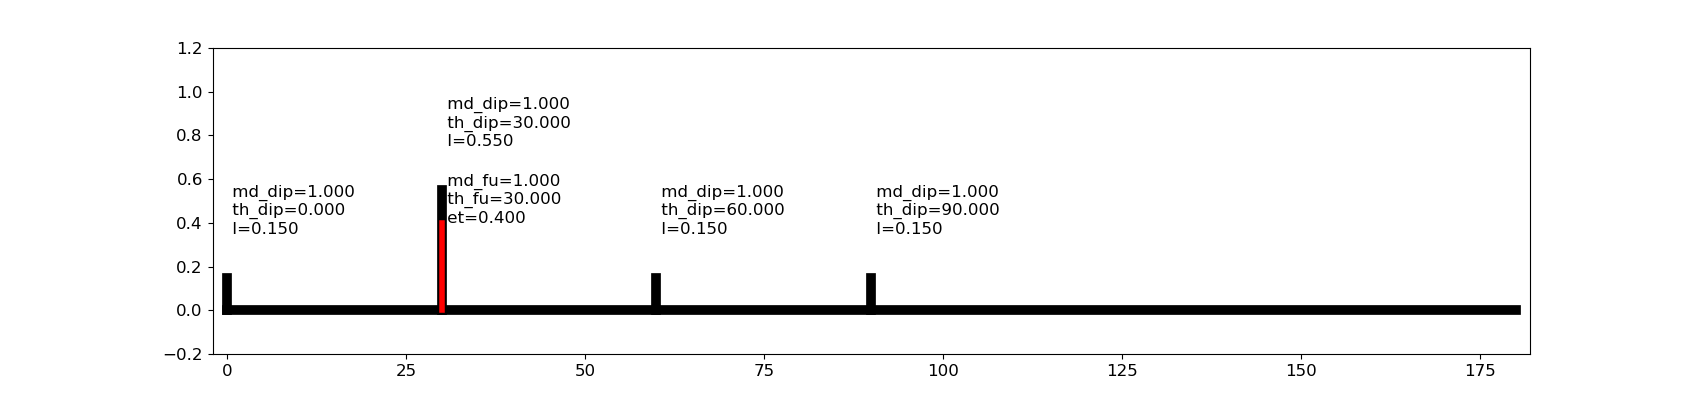 1.2
1.0
0.8
0.6
0.4
0.2
0.0
−0.2
md_dip=1.000
th_dip=0.000
I=0.150
md_dip=1.000
th_dip=30.000
I=0.550
md_fu=1.000
th_fu=30.000
et=0.400
md_dip=1.000
th_dip=60.000
I=0.150
md_dip=1.000
th_dip=90.000
I=0.150
0
25
50
75
100
125
150
175